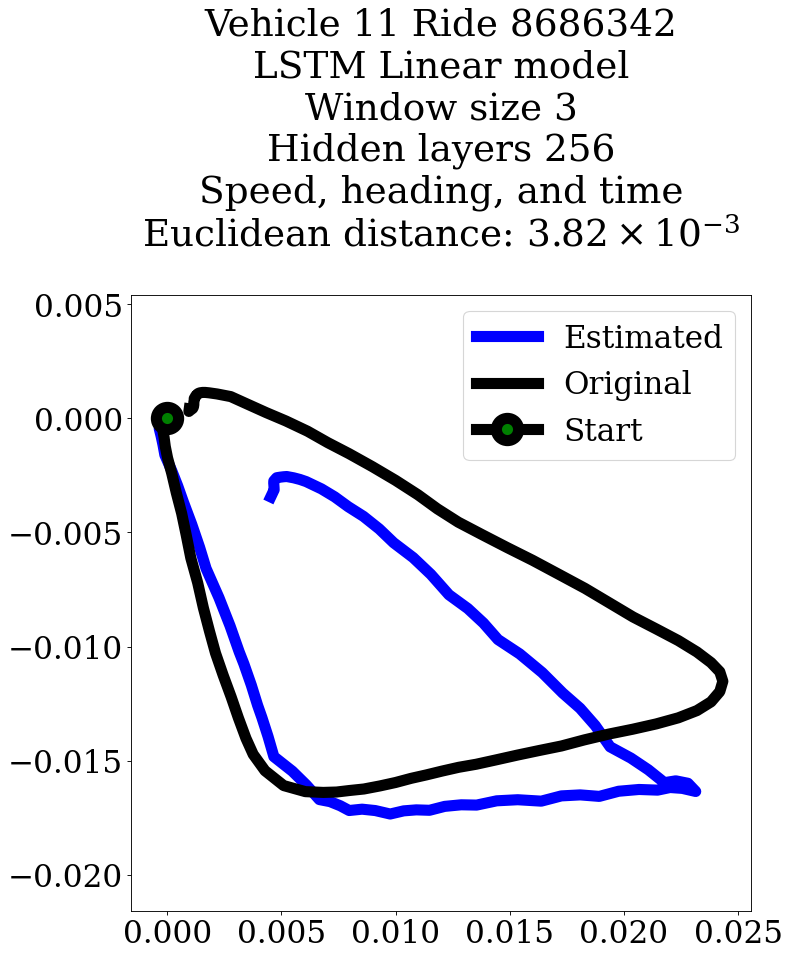 Vehicle 11 Ride 8686342
LSTM Linear model
Window size 3
Hidden layers 256
Speed, heading, and time
Euclidean distance: 3.82 × 10⁻³
Estimated
Original
Start
0.005
0.000
−0.005
−0.010
−0.015
−0.020
0.000 0.005 0.010 0.015 0.020 0.025